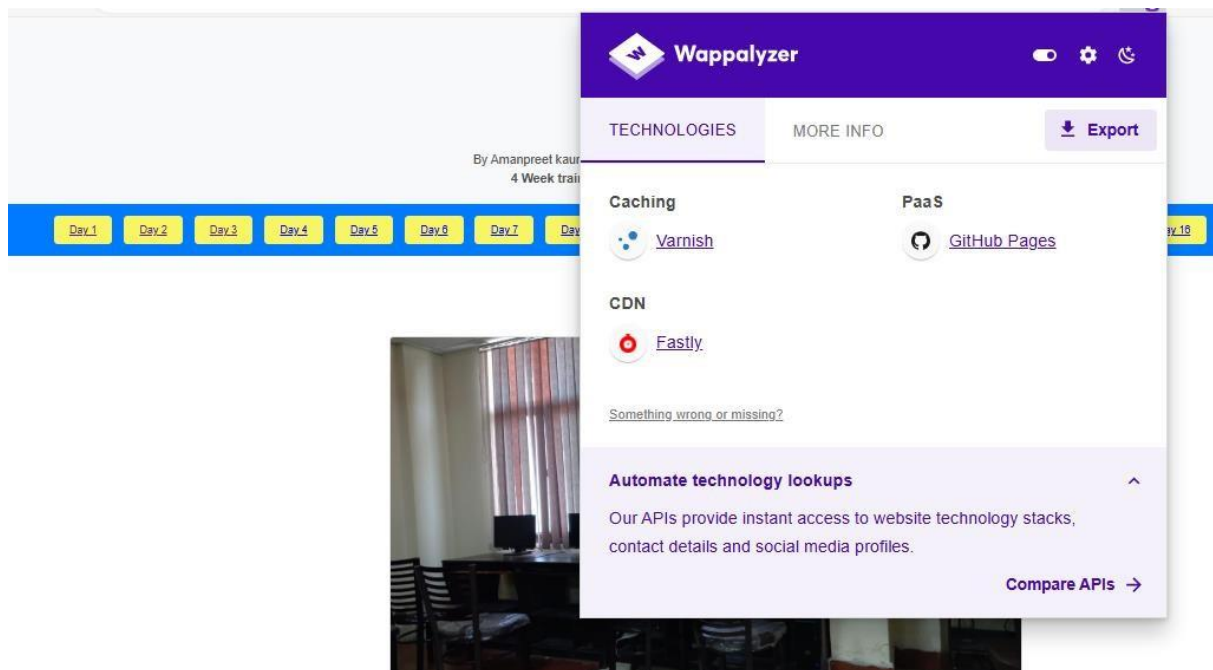 Wappalyzer
TECHNOLOGIES MORE INFO Export
By Amanpreet kaur
4 Week
Day 1 Day 2 Day 3 Day 4 Day 5 Day 6 Day 7 Day
16
Caching
Varnish
PaaS
GitHub Pages
CDN
Fastly
Something wrong or missing?
Automate technology lookups
Our APIs provide instant access to website technology stacks,
contact details and social media profiles.
Compare APIs →